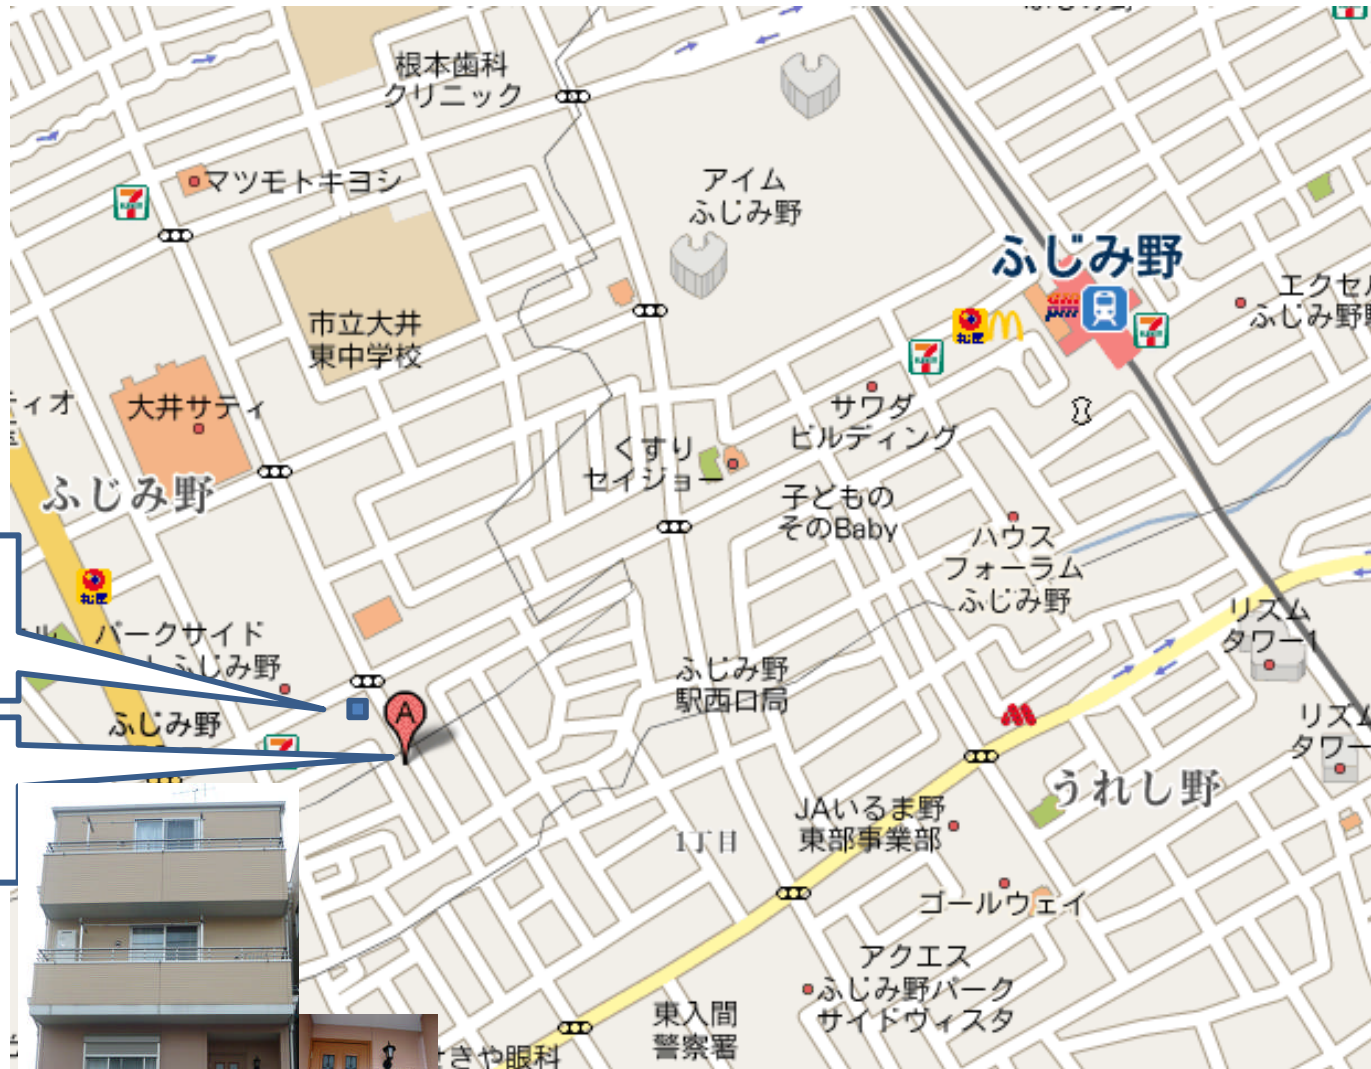 根本歯科
クリニック
マツモトキヨシ
アイム
ふじみ野
ふじみ野
エクセル
ふじみ野
市立大井
東中学校
ィオ
大井サティ
サワダ
ビルディング
くすり
セイジョー
ふじみ野
子どもの
そのBaby
ハウス
フォーラム
ふじみ野
リズム
タワー1
パークサイド
ふじみ野
A
ふじみ野
駅西口局
ふじみ野
リズム
タワー
うれし野
JAいるま野
東部事業部
1丁目
ゴールウェイ
アクエス
ふじみ野パーク
サイドヴィスタ
東入間
警察署
きや眼科